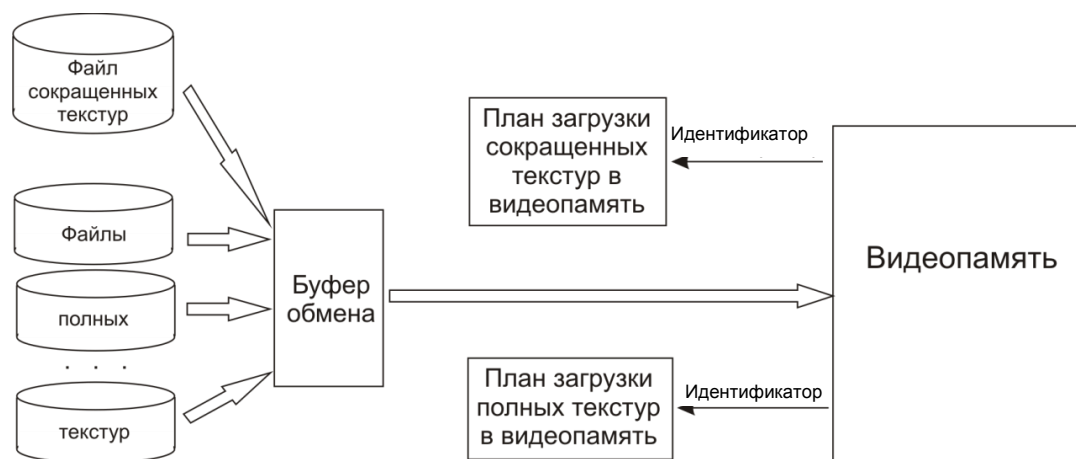 Файл
сокращенных
текстур
Файлы
полных
. . .
текстур
Буфер
обмена
План загрузки
сокращенных
текстур в
видеопамять
Идентификатор
План загрузки
полных текстур
в видеопамять
Идентификатор
Видеопамять